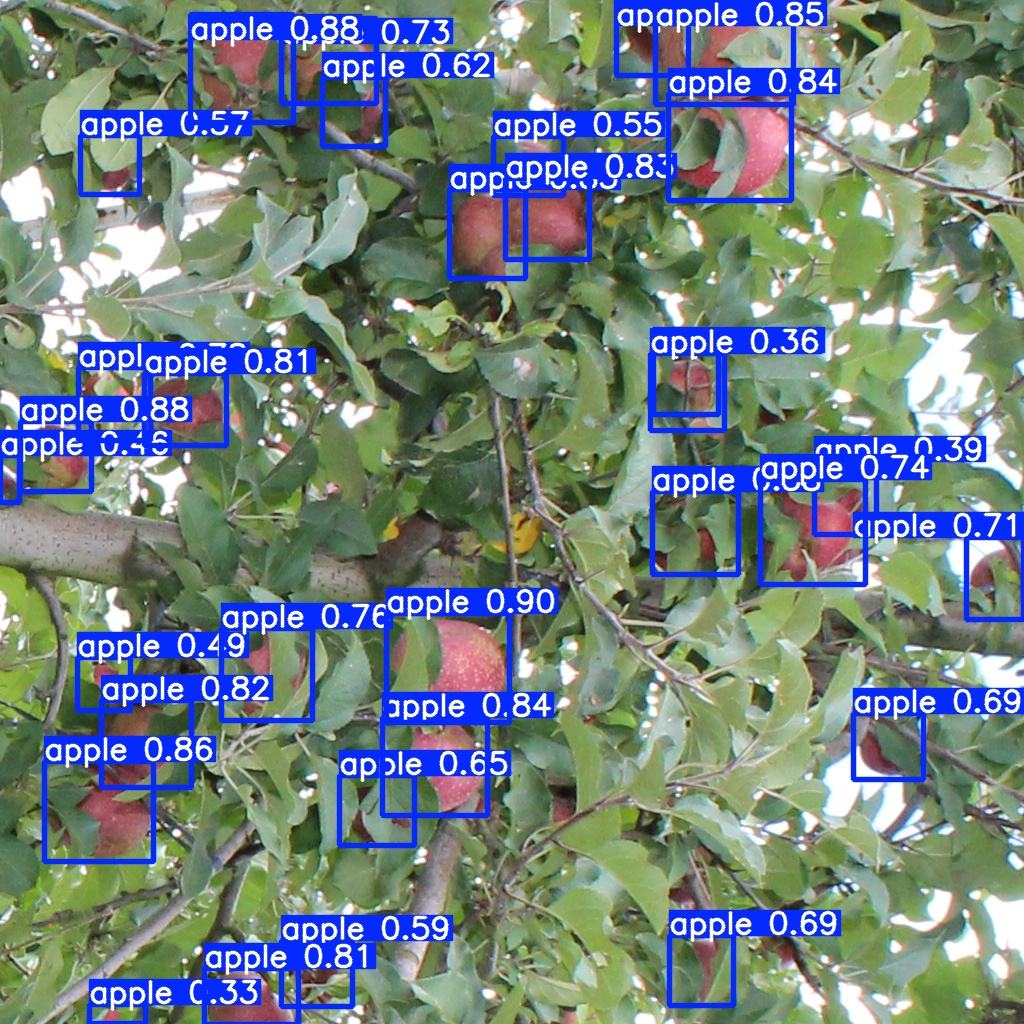 apple 0.85
apple 0.88
0.73
apple 0.62
apple 0.84
apple 0.57
apple 0.55
apple 0.83
apple 0.36
apple 0.81
apple 0.88
apple 0.39
apple 0.74
apple 0.71
apple 0.90
apple 0.76
apple 0.49
apple 0.82
apple 0.69
apple 0.84
apple 0.86
apple 0.65
apple 0.69
apple 0.59
apple 0.81
apple 0.33